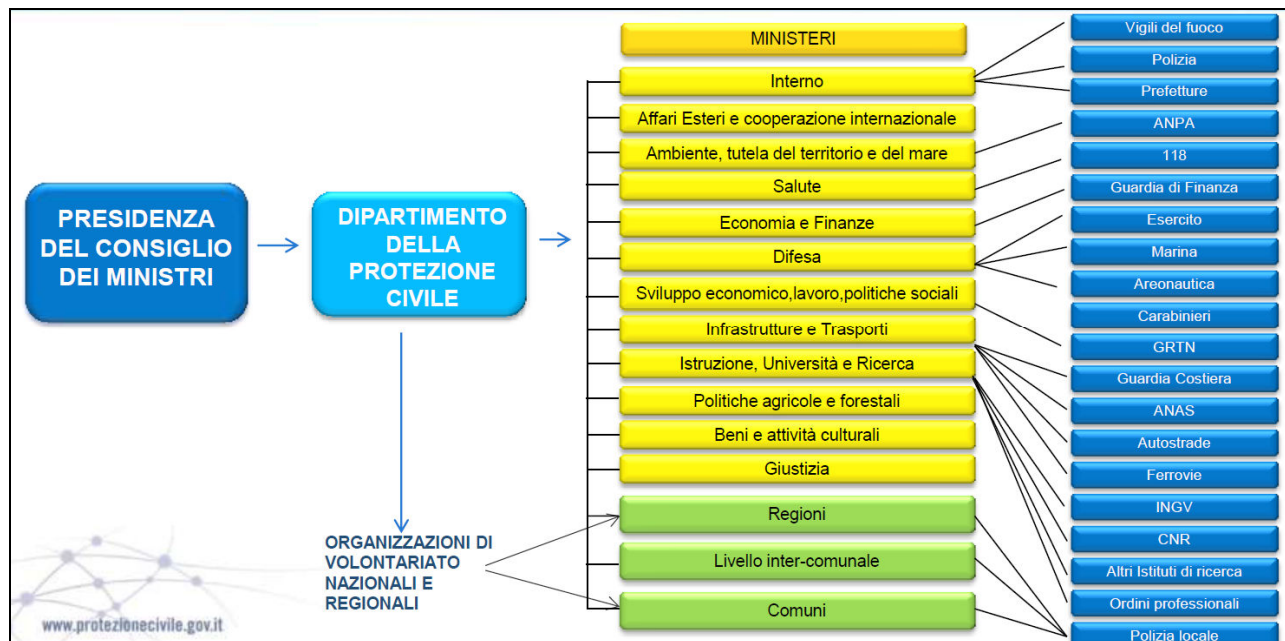 PRESIDENZA
DEL CONSIGLIO
DEI MINISTRI
DIPARTIMENTO
DELLA
PROTEZIONE
CIVILE
ORGANIZZAZIONI DI
VOLONTARIATO
NAZIONALI E
REGIONALI
www.protezionecivile.gov.it
MINISTERI
Interno
Affari Esteri e cooperazione internazionale
Ambiente, tutela del territorio e del mare
Salute
Economia e Finanze
Difesa
Sviluppo economico,lavoro,politiche sociali
Infrastrutture e Trasporti
Istruzione, Università e Ricerca
Politiche agricole e forestali
Beni e attività culturali
Giustizia
Regioni
Livello inter-comunale
Comuni
Vigili del fuoco
Polizia
Prefetture
ANPA
118
Guardia di Finanza
Esercito
Marina
Areonautica
Carabinieri
GRTN
Guardia Costiera
ANAS
Autostrade
Ferrovie
INGV
CNR
Altri Istituti di ricerca
Ordini professionali
Polizia locale